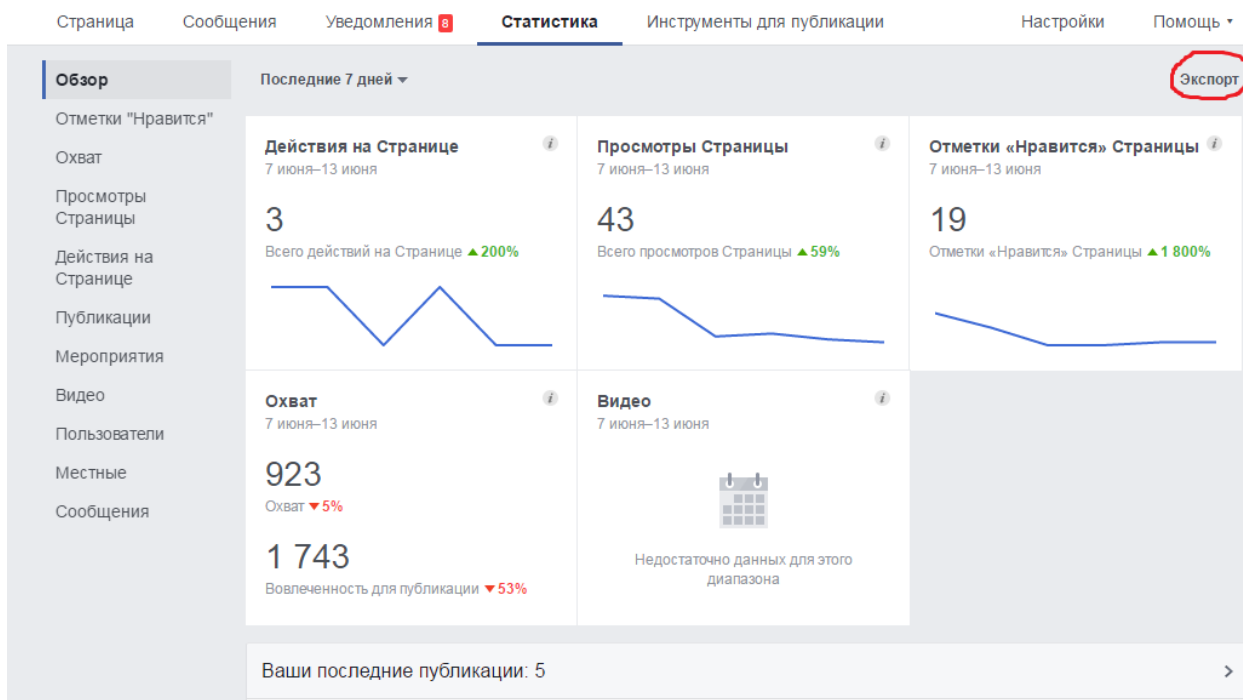 Страница Сообщения Уведомления 8 Статистика Инструменты для публикации Настройки Помощь
Обзор
Отметки "Нравится"
Охват
Просмотры
Страницы
Действия на
Странице
Публикации
Мероприятия
Видео
Пользователи
Местные
Сообщения
Последние 7 дней
Экспорт
Действия на Странице
7 июня–13 июня
3
Всего действий на Странице ▲200%
Просмотры Страницы
7 июня–13 июня
43
Всего просмотров Страницы ▲59%
Отметки «Нравится» Страницы
7 июня–13 июня
19
Отметки «Нравится» Страницы ▲1 800%
Охват
7 июня–13 июня
923
Охват ▼5%
1 743
Вовлеченность для публикации ▼53%
Видео
7 июня–13 июня
Недостаточно данных для этого
диапазона
Ваши последние публикации: 5